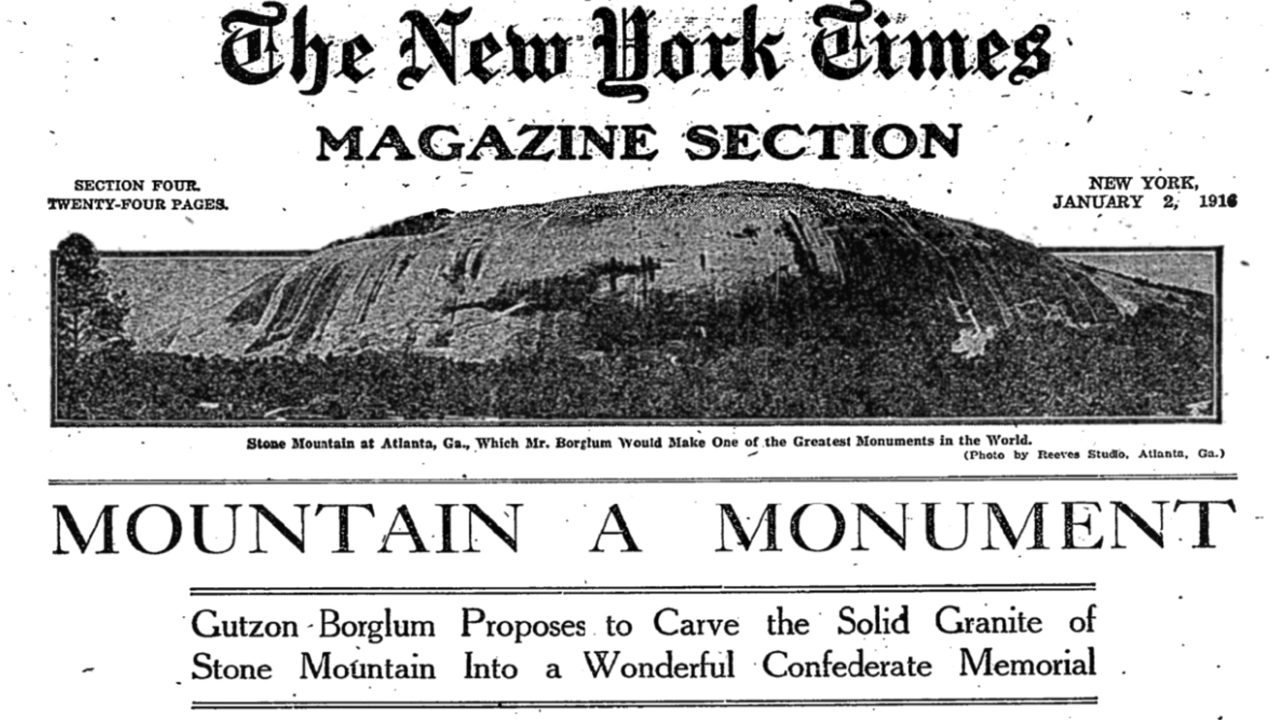 The New York Times
MAGAZINE SECTION
SECTION FOUR.
TWENTY-FOUR PAGES.
NEW YORK,
JANUARY 2, 1916
Stone Mountain at Atlanta, Ga., Which Mr. Borglum Would Make One of the Greatest Monuments in the World.
(Photo by Reeves Studio, Atlanta, Ga.)
MOUNTAIN A MONUMENT
Gutzon Borglum Proposes to Carve the Solid Granite of
Stone Mountain Into a Wonderful Confederate Memorial